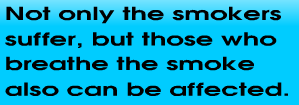 Not only the smokers
suffer, but those who
breathe the smoke
also can be affected.